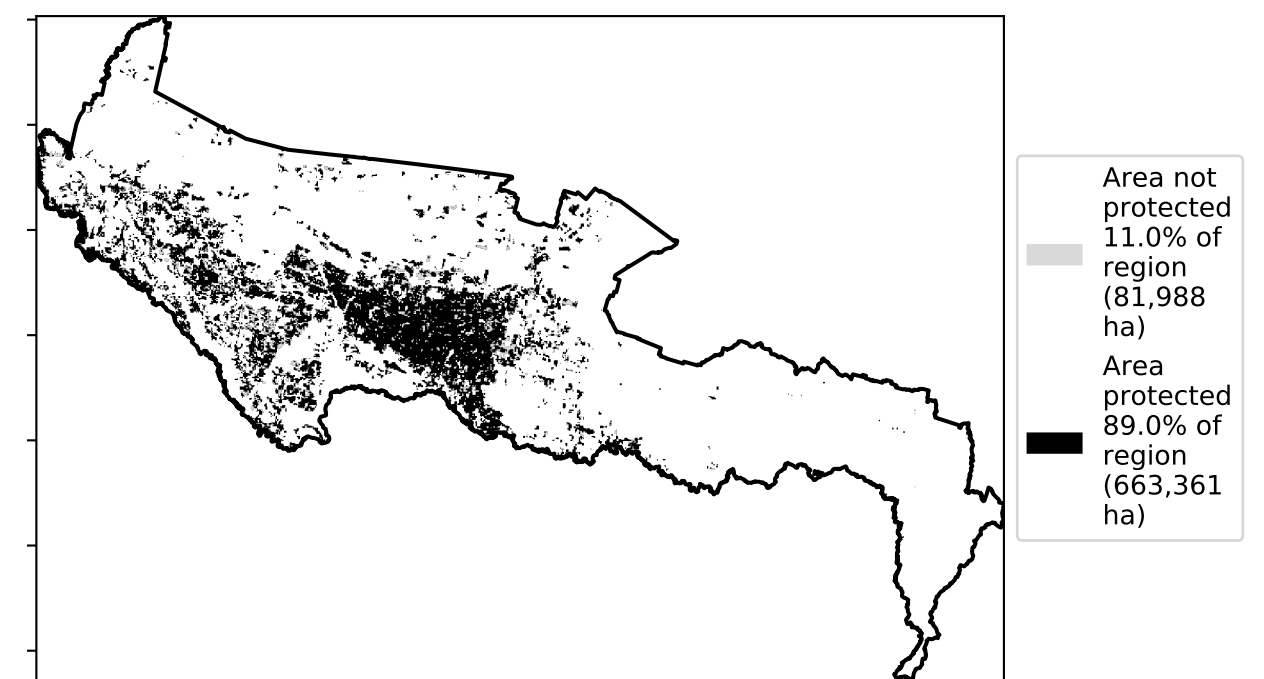 Area not
protected
11.0% of
region
(81,988
ha)
Area
protected
89.0% of
region
(663,361
ha)